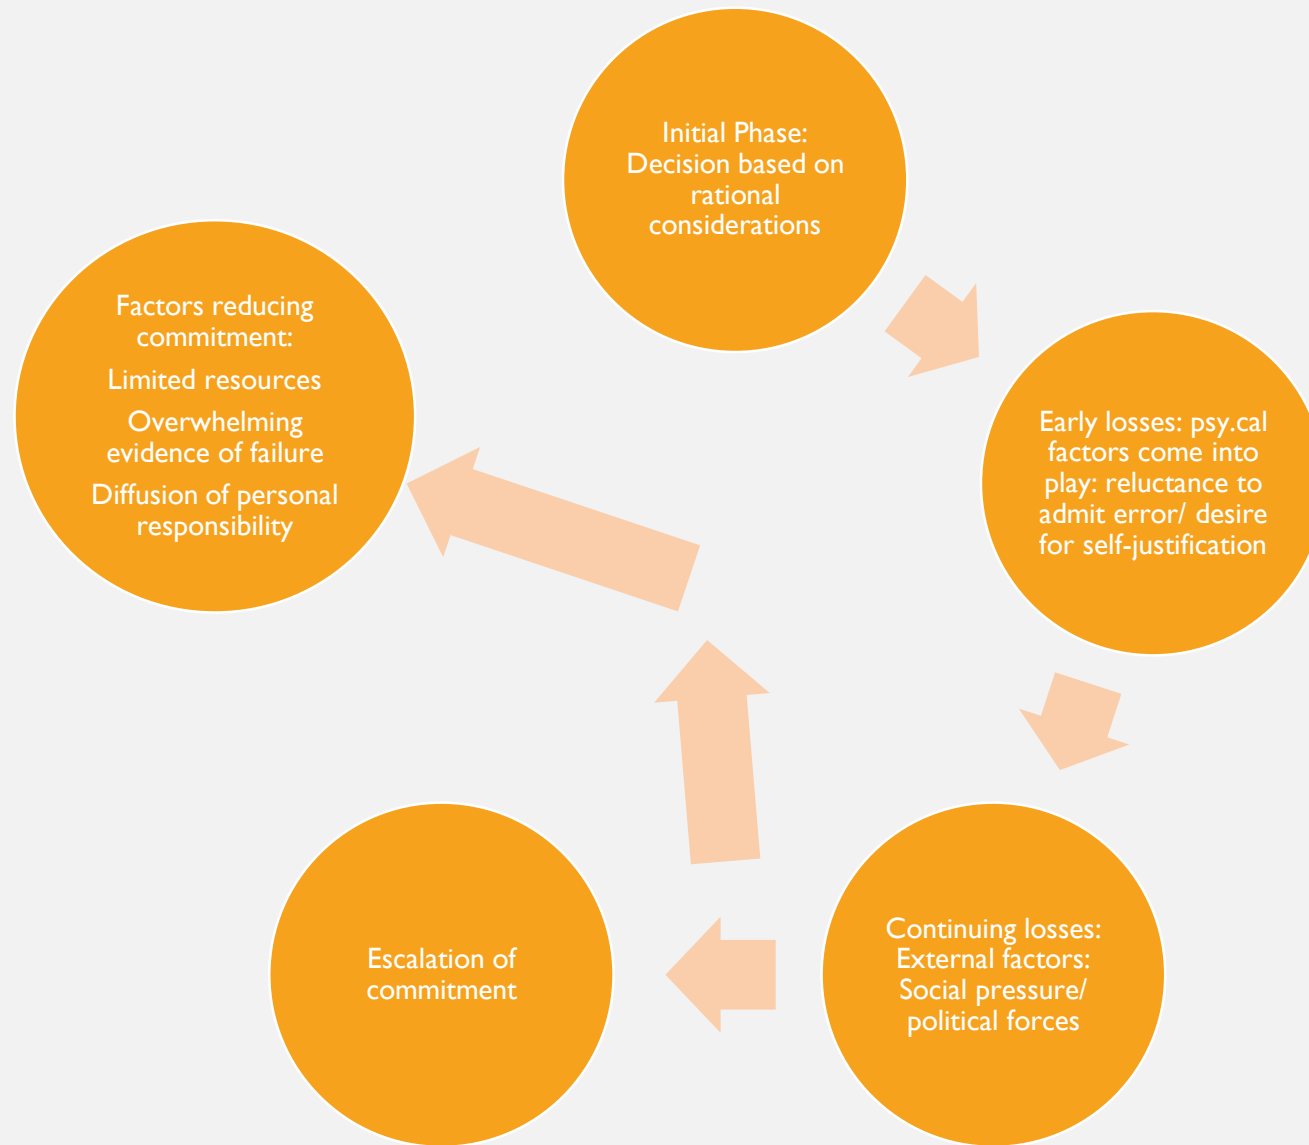 Initial Phase:
Decision based on
rational
considerations
Early losses: psy.cal
factors come into
play: reluctance to
admit error/ desire
for self-justification
Continuing losses:
External factors:
Social pressure/
political forces
Escalation of
commitment
Factors reducing
commitment:
Limited resources
Overwhelming
evidence of failure
Diffusion of personal
responsibility